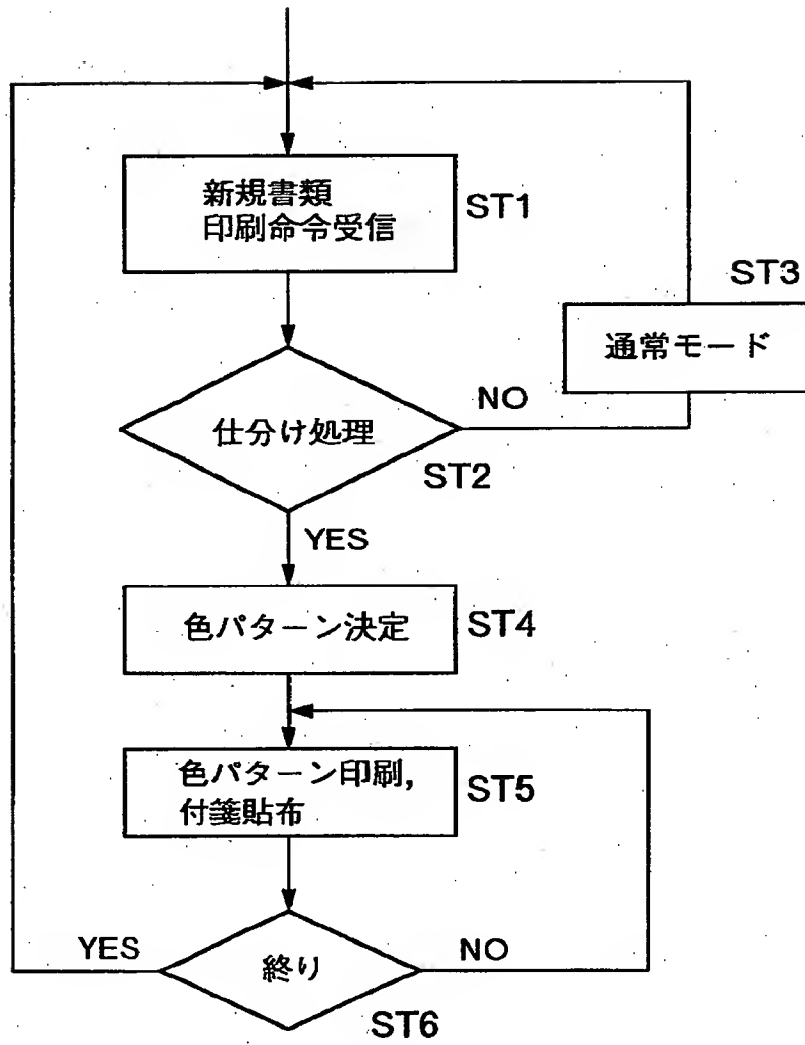 新規書類
印刷命令受信
ST1
ST3
通常モード
仕分け処理
NO
ST2
YES
色パターン決定
ST4
色パターン印刷,
付箋貼布
ST5
YES
終り
NO
ST6